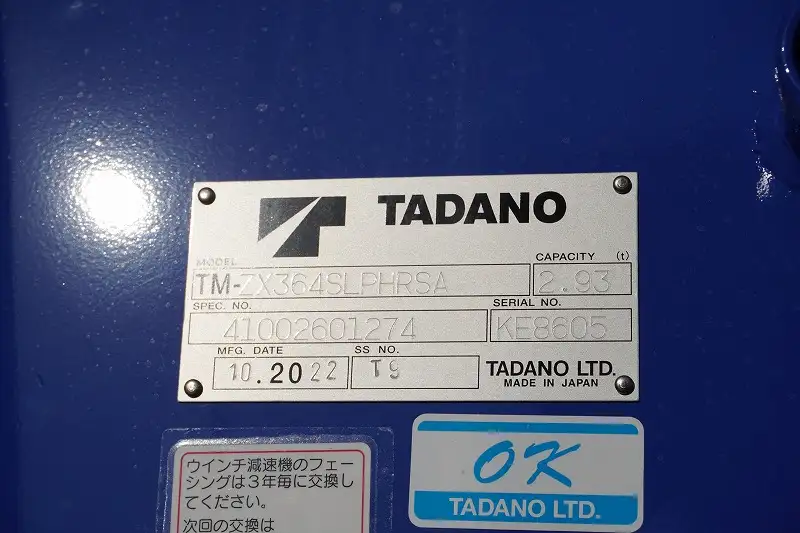 TADANO
MODEL
TM-ZX364SLPHRSA
CAPACITY (t)
2.93
SPEC. NO.
41002601274
SERIAL NO.
KE8605
MFG. DATE
10.2022
SS NO.
T9
TADANO LTD.
MADE IN JAPAN
ウインチ減速機のフェー
シングは3年毎に交換し
てください。
次回の交換は
OK
TADANO LTD.